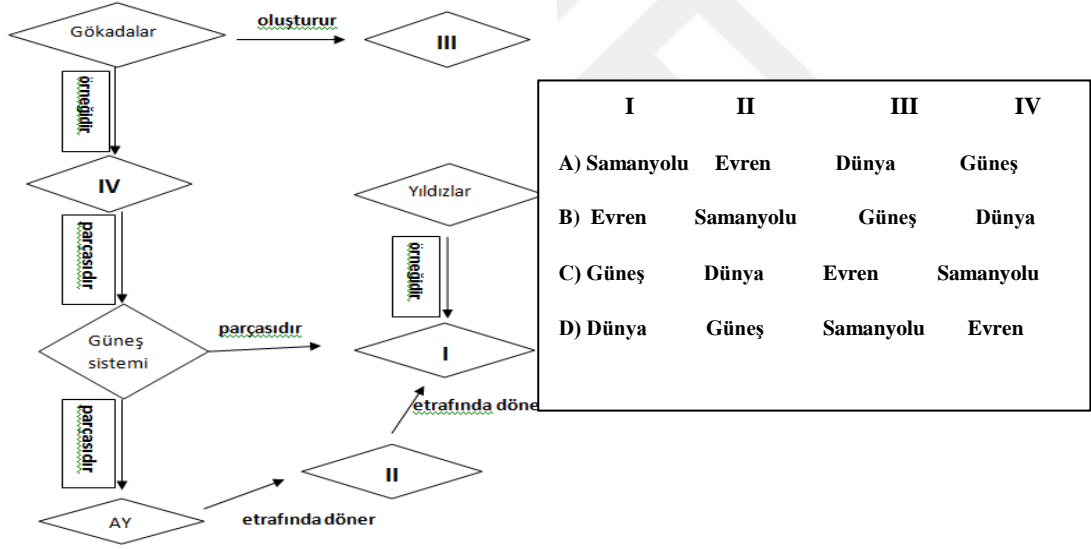 Gökadalar
oluşturur
III
örneğidir
IV
Yıldızlar
parçasıdır
örneğidir
Güneş
sistemi
parçasıdır
I
parçasıdır
etrafında döne
II
AY
etrafında döner
I II III IV
A) Samanyolu Evren Dünya Güneş
B) Evren Samanyolu Güneş Dünya
C) Güneş Dünya Evren Samanyolu
D) Dünya Güneş Samanyolu Evren